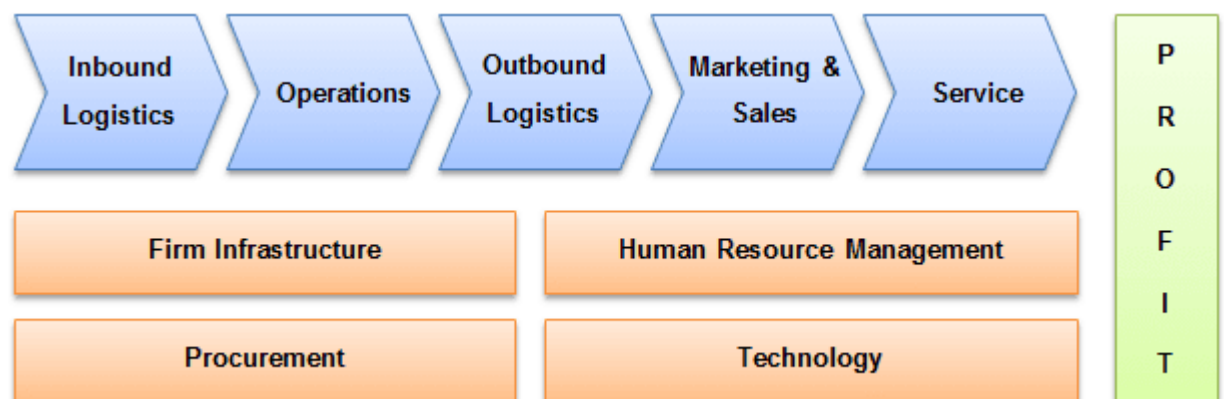 Inbound
Logistics
Operations
Outbound
Logistics
Marketing &
Sales
Service
Firm Infrastructure
Human Resource Management
Procurement
Technology
P
R
O
F
I
T